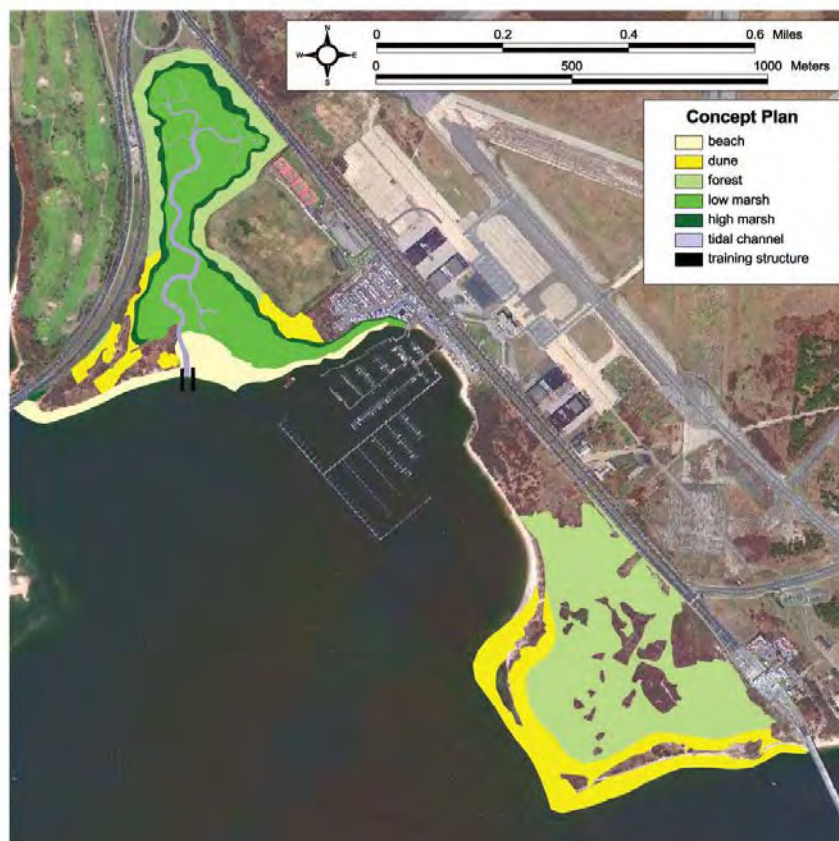 N
W E
S
0 0.2 0.4 0.6 Miles
0 500 1000 Meters
Concept Plan
beach
dune
forest
low marsh
high marsh
tidal channel
training structure